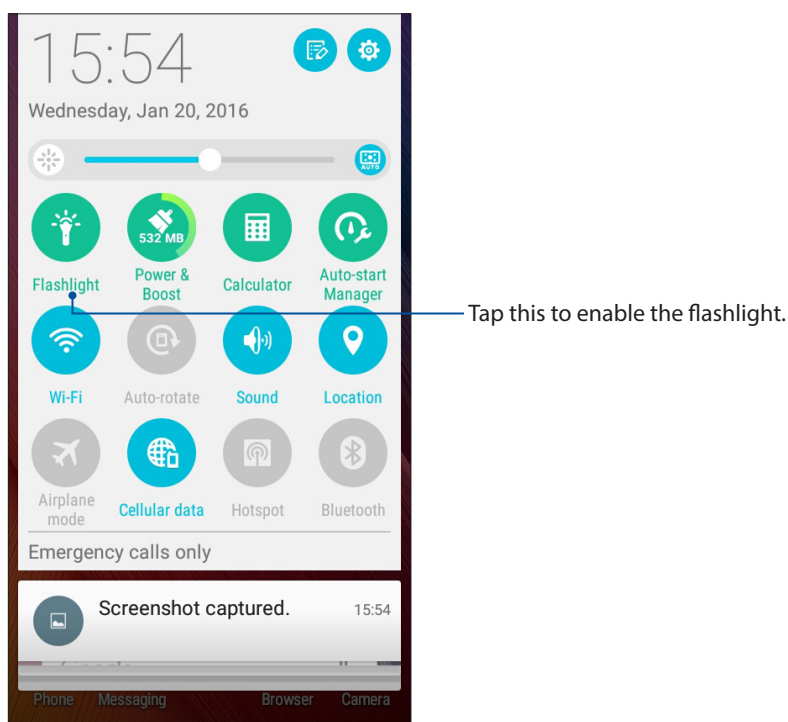 15:54
Wednesday, Jan 20, 2016
AUTO
532 MB
Flashlight
Power &
Boost
Calculator
Auto-start
Manager
Tap this to enable the flashlight.
Wi-Fi
Auto-rotate
Sound
Location
Airplane
mode
Cellular data
Hotspot
Bluetooth
Emergency calls only
Screenshot captured.
15:54
Phone
Messaging
Browser
Camera